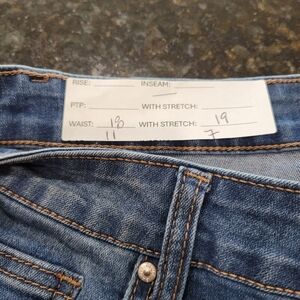 RISE: INSEAM:
PTP: WITH STRETCH:
WAIST: 18 WITH STRETCH: 19
11 7